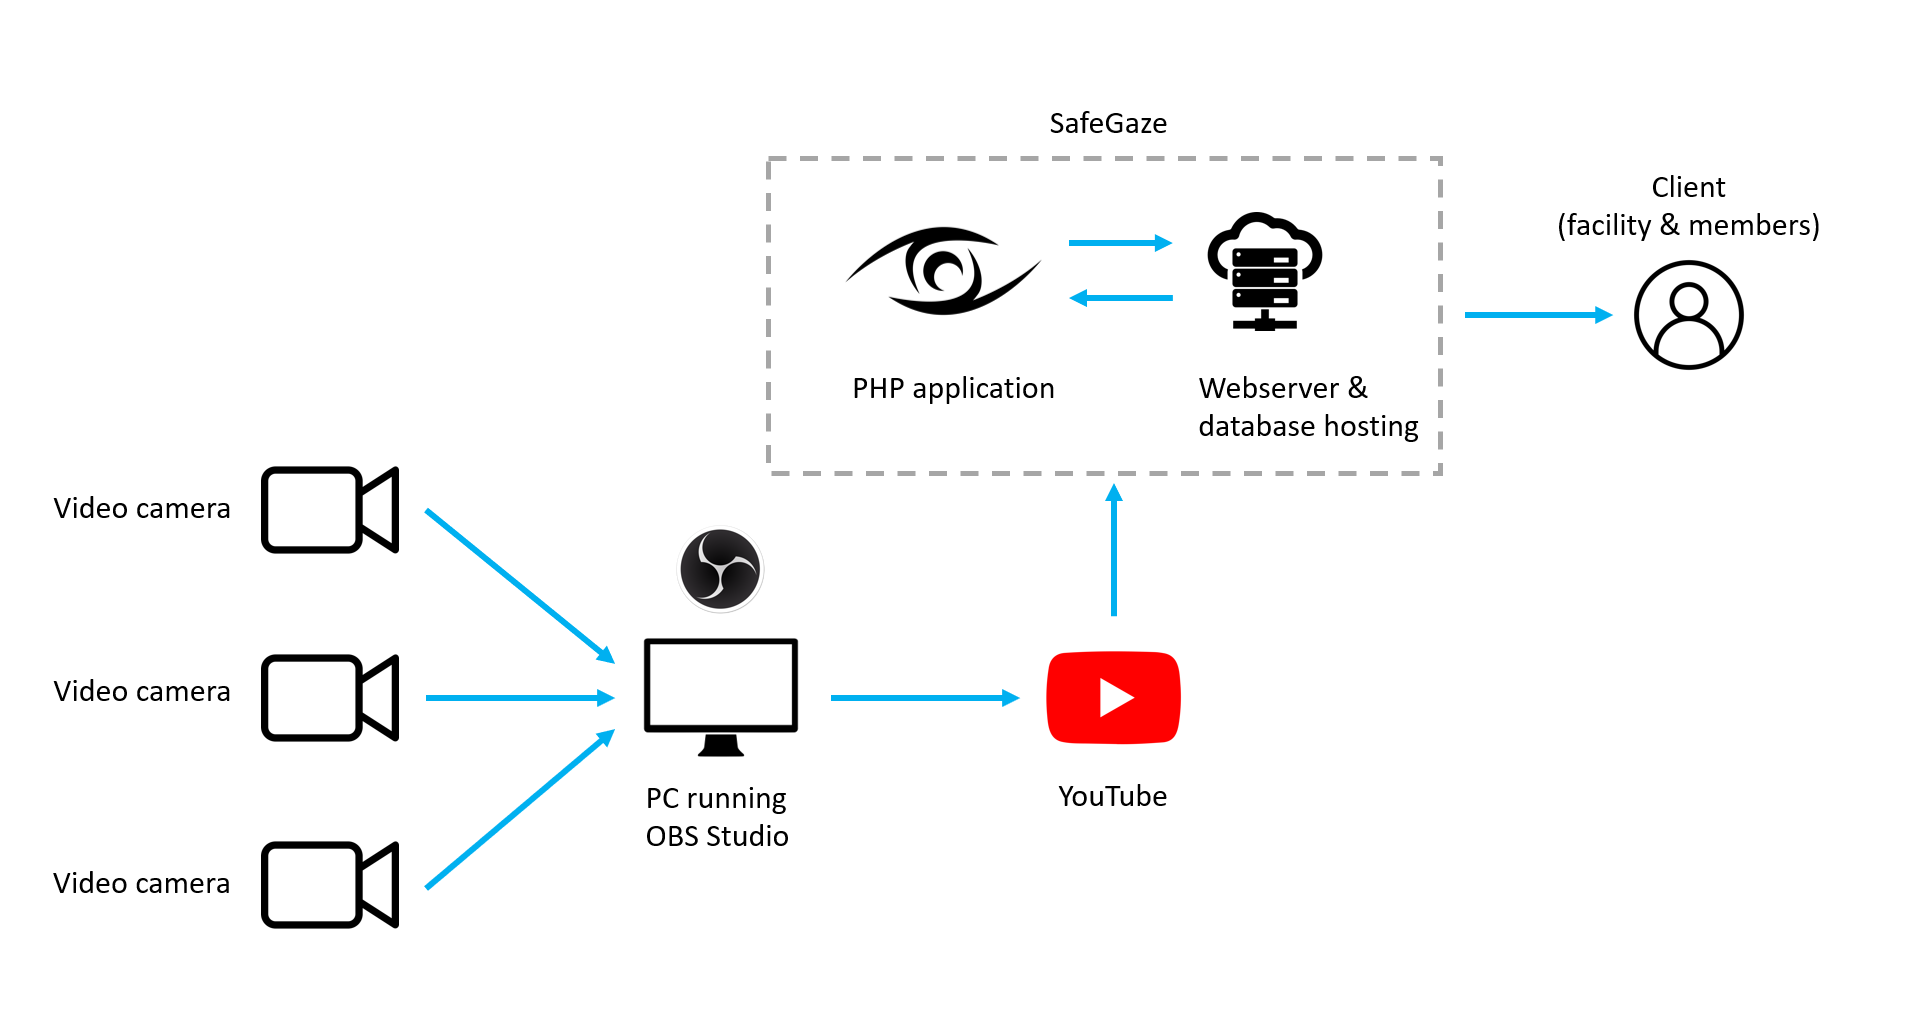 SafeGaze
Client
(facility & members)
PHP application
Webserver &
database hosting
Video camera
Video camera
PC running
OBS Studio
YouTube
Video camera